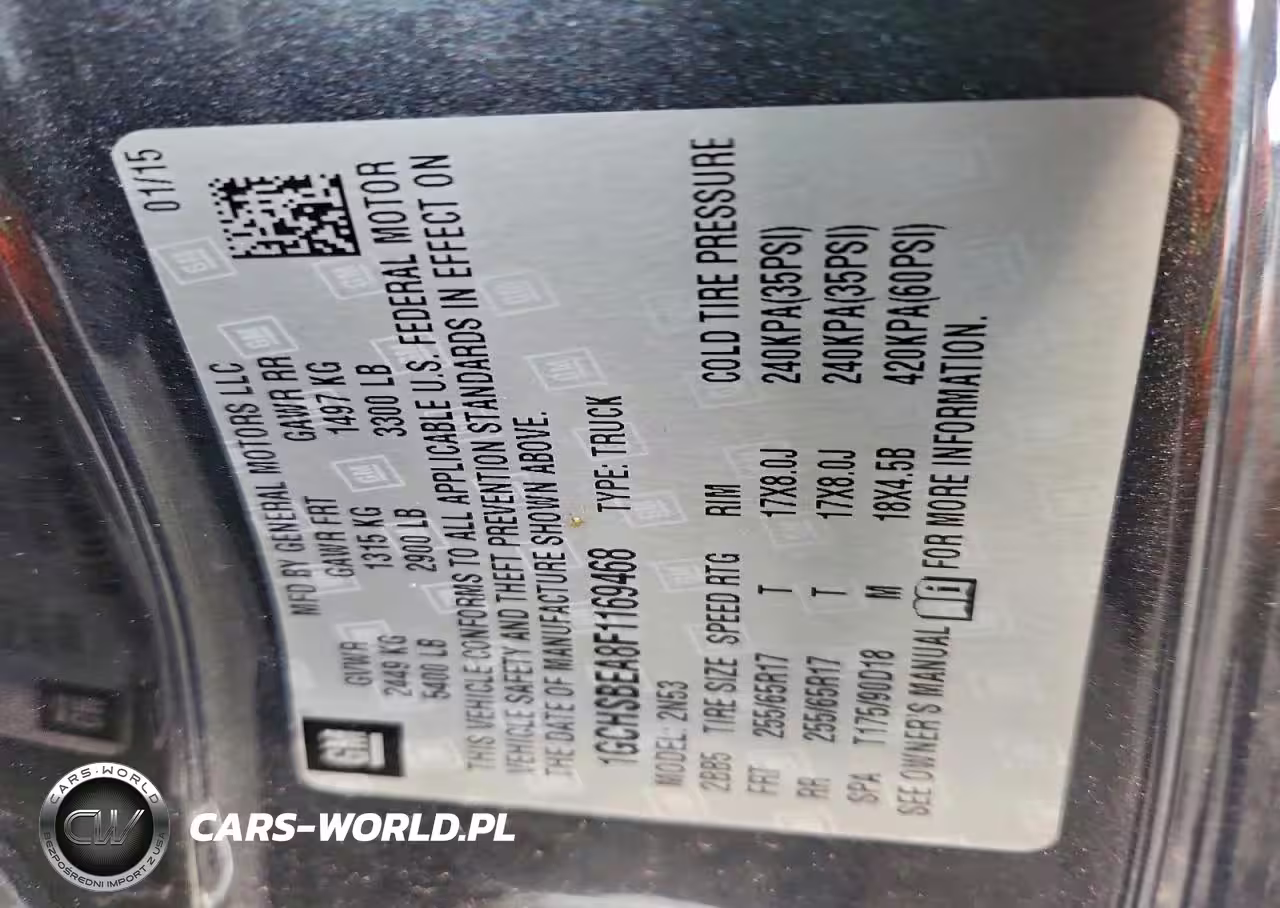 01/15
MFD BY GENERAL MOTORS LLC
GVWR GAWR FRT GAWR RR
2449 KG 1315 KG 1497 KG
5400 LB 2900 LB 3300 LB
THIS VEHICLE CONFORMS TO ALL APPLICABLE U.S. FEDERAL MOTOR
VEHICLE SAFETY AND THEFT PREVENTION STANDARDS IN EFFECT ON
THE DATE OF MANUFACTURE SHOWN ABOVE.
1GCHSBEA8F1169468 TYPE: TRUCK
MODEL: 2N53
2BB5 TIRE SIZE SPEED RTG RIM COLD TIRE PRESSURE
FRT 255/65R17 T 17X8.0J 240KPA(35PSI)
RR 255/65R17 T 17X8.0J 240KPA(35PSI)
SPA T175/90D18 M 18X4.5B 420KPA(60PSI)
SEE OWNER'S MANUAL FOR MORE INFORMATION.
GM
CARS-WORLD
CW
BEZPOŚREDNI IMPORT Z USA
CARS-WORLD.PL